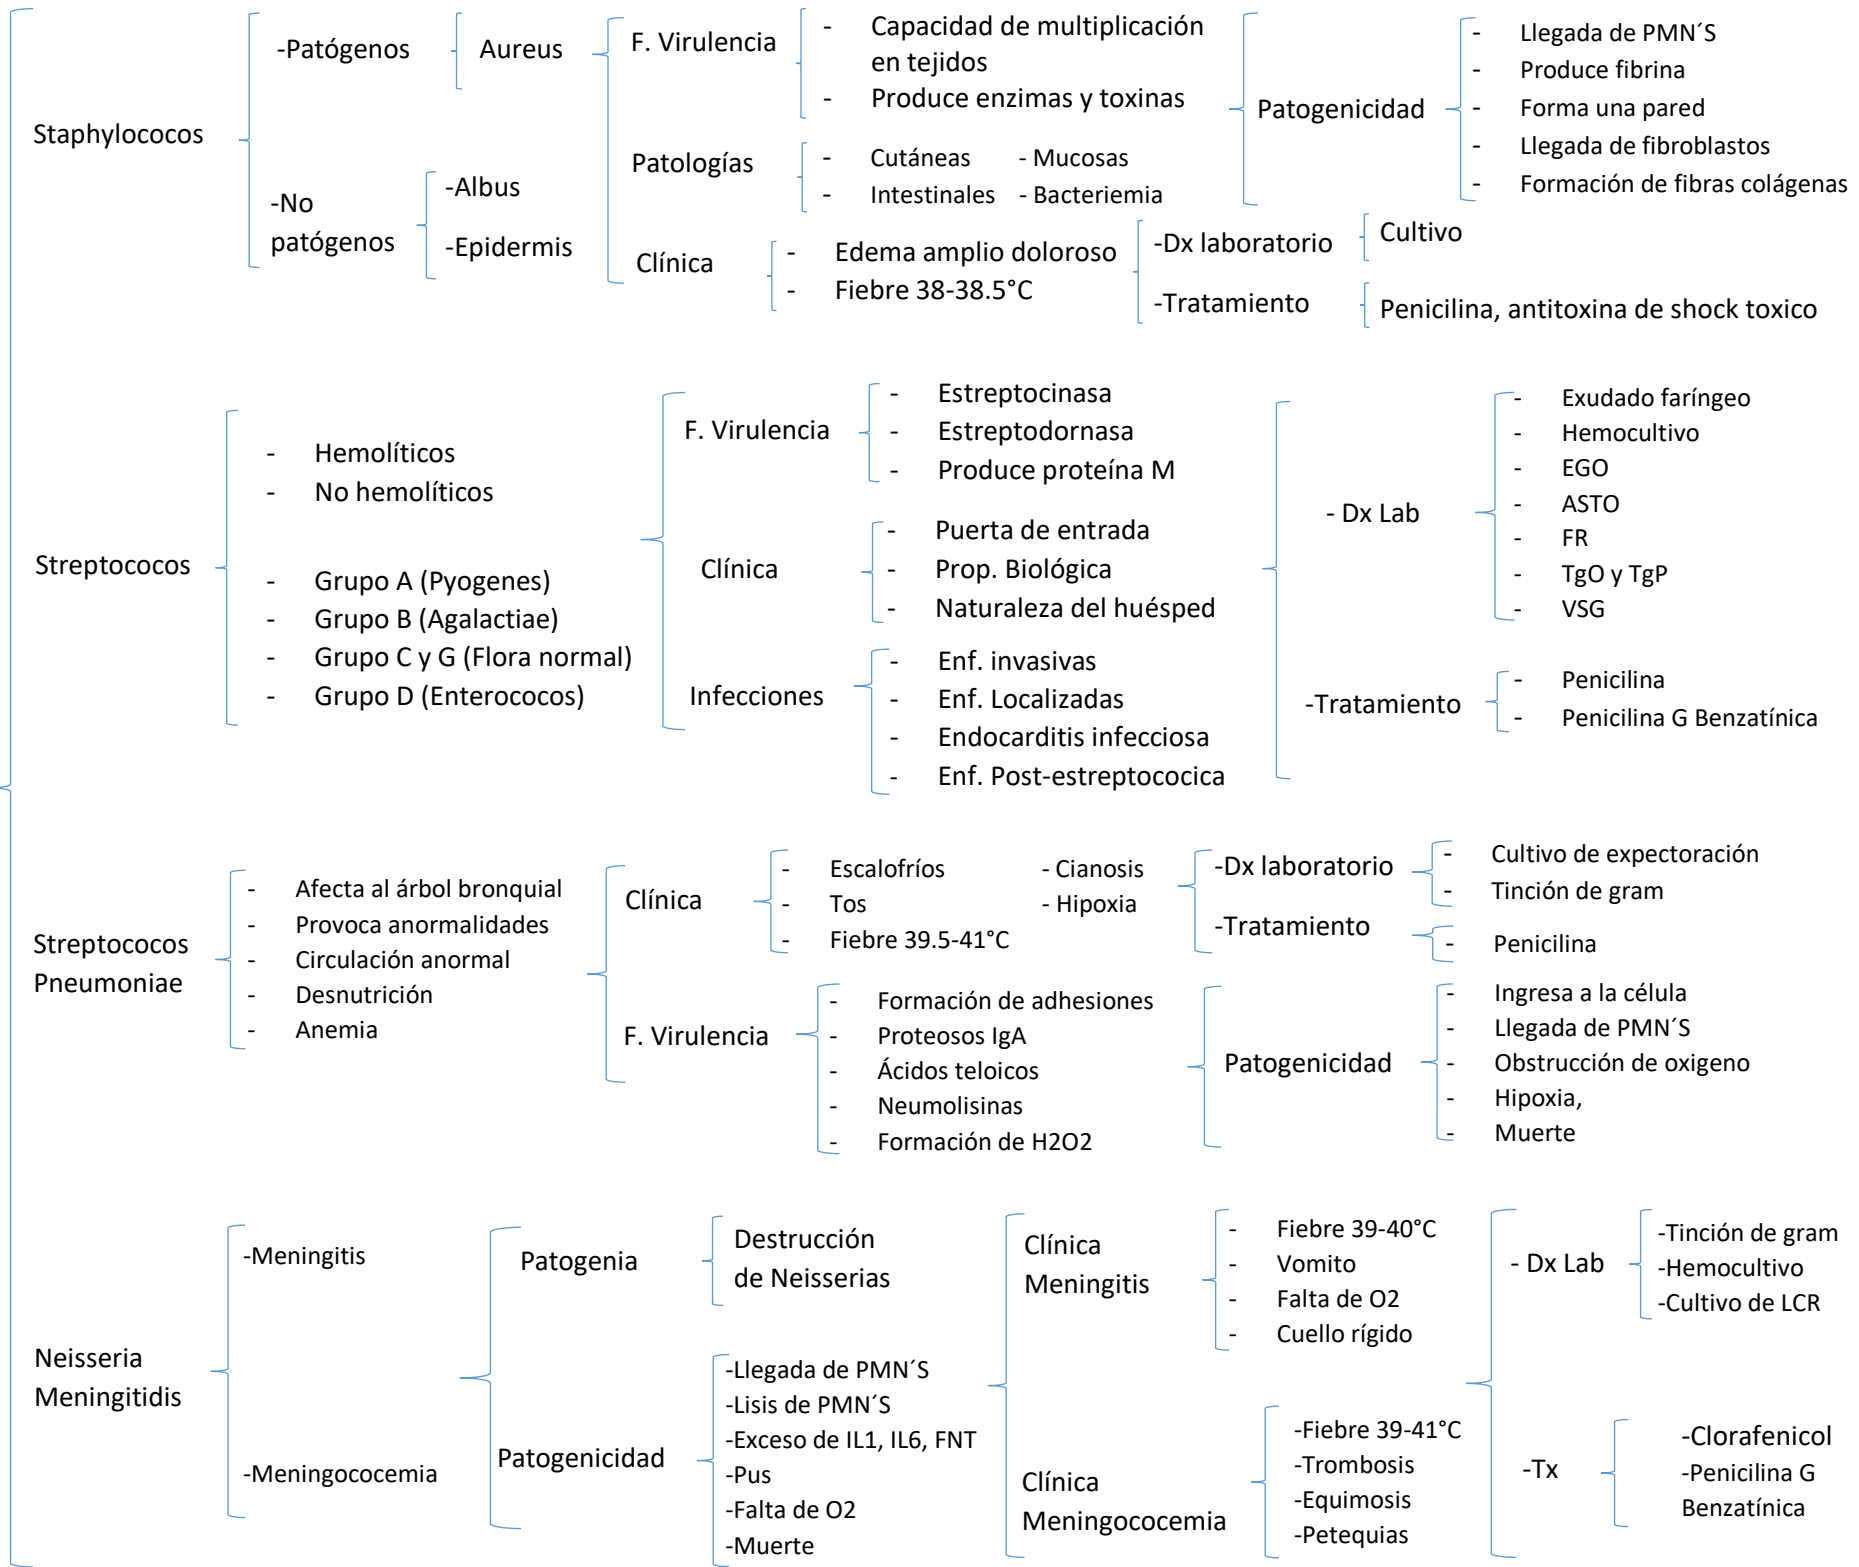 Staphylococos
-Patógenos
Aureus
F. Virulencia
- Capacidad de multiplicación
en tejidos
- Produce enzimas y toxinas
Patogenicidad
- Llegada de PMN´S
- Produce fibrina
- Forma una pared
- Llegada de fibroblastos
- Formación de fibras colágenas
Patologías
- Cutáneas - Mucosas
- Intestinales - Bacteriemia
-No
patógenos
-Albus
-Epidermis
Clínica
- Edema amplio doloroso
- Fiebre 38-38.5°C
-Dx laboratorio
Cultivo
-Tratamiento
Penicilina, antitoxina de shock toxico
Streptococos
- Hemolíticos
- No hemolíticos
- Grupo A (Pyogenes)
- Grupo B (Agalactiae)
- Grupo C y G (Flora normal)
- Grupo D (Enterococos)
F. Virulencia
- Estreptocinasa
- Estreptodornasa
- Produce proteína M
Clínica
- Puerta de entrada
- Prop. Biológica
- Naturaleza del huésped
Infecciones
- Enf. invasivas
- Enf. Localizadas
- Endocarditis infecciosa
- Enf. Post-estreptococica
- Dx Lab
- Exudado faríngeo
- Hemocultivo
- EGO
- ASTO
- FR
- TgO y TgP
- VSG
-Tratamiento
- Penicilina
- Penicilina G Benzatínica
Streptococos
Pneumoniae
- Afecta al árbol bronquial
- Provoca anormalidades
- Circulación anormal
- Desnutrición
- Anemia
Clínica
- Escalofríos - Cianosis
- Tos - Hipoxia
- Fiebre 39.5-41°C
-Dx laboratorio
- Cultivo de expectoración
- Tinción de gram
-Tratamiento
- Penicilina
F. Virulencia
- Formación de adhesiones
- Proteosos IgA
- Ácidos teloicos
- Neumolisinas
- Formación de H2O2
Patogenicidad
- Ingresa a la célula
- Llegada de PMN´S
- Obstrucción de oxigeno
- Hipoxia,
- Muerte
Neisseria
Meningitidis
-Meningitis
-Meningococemia
Patogenia
Destrucción
de Neisserias
Patogenicidad
-Llegada de PMN´S
-Lisis de PMN´S
-Exceso de IL1, IL6, FNT
-Pus
-Falta de O2
-Muerte
Clínica
Meningitis
- Fiebre 39-40°C
- Vomito
- Falta de O2
- Cuello rígido
Clínica
Meningococemia
-Fiebre 39-41°C
-Trombosis
-Equimosis
-Petequias
- Dx Lab
-Tinción de gram
-Hemocultivo
-Cultivo de LCR
-Tx
-Clorafenicol
-Penicilina G
Benzatínica